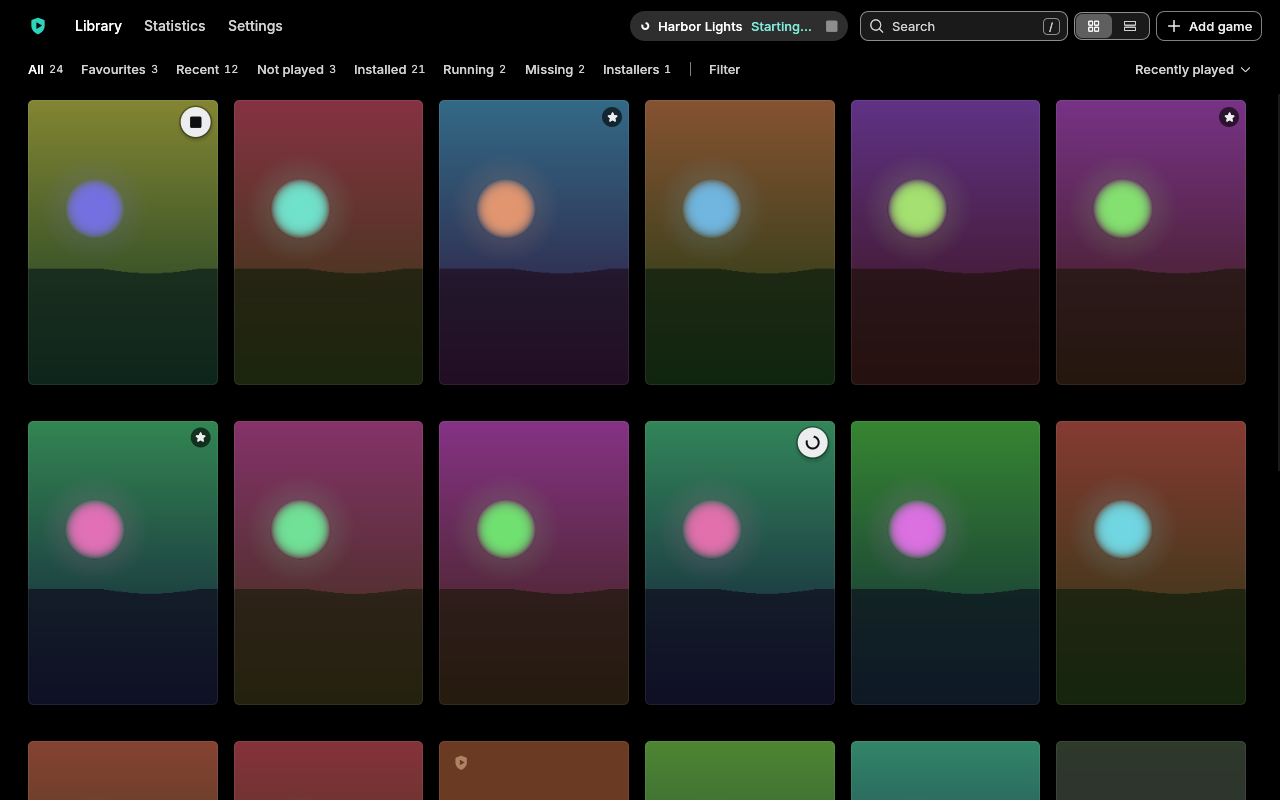 Library Statistics Settings Harbor Lights Starting... Search / Add game
All 24 Favourites 3 Recent 12 Not played 3 Installed 21 Running 2 Missing 2 Installers 1 Filter Recently played